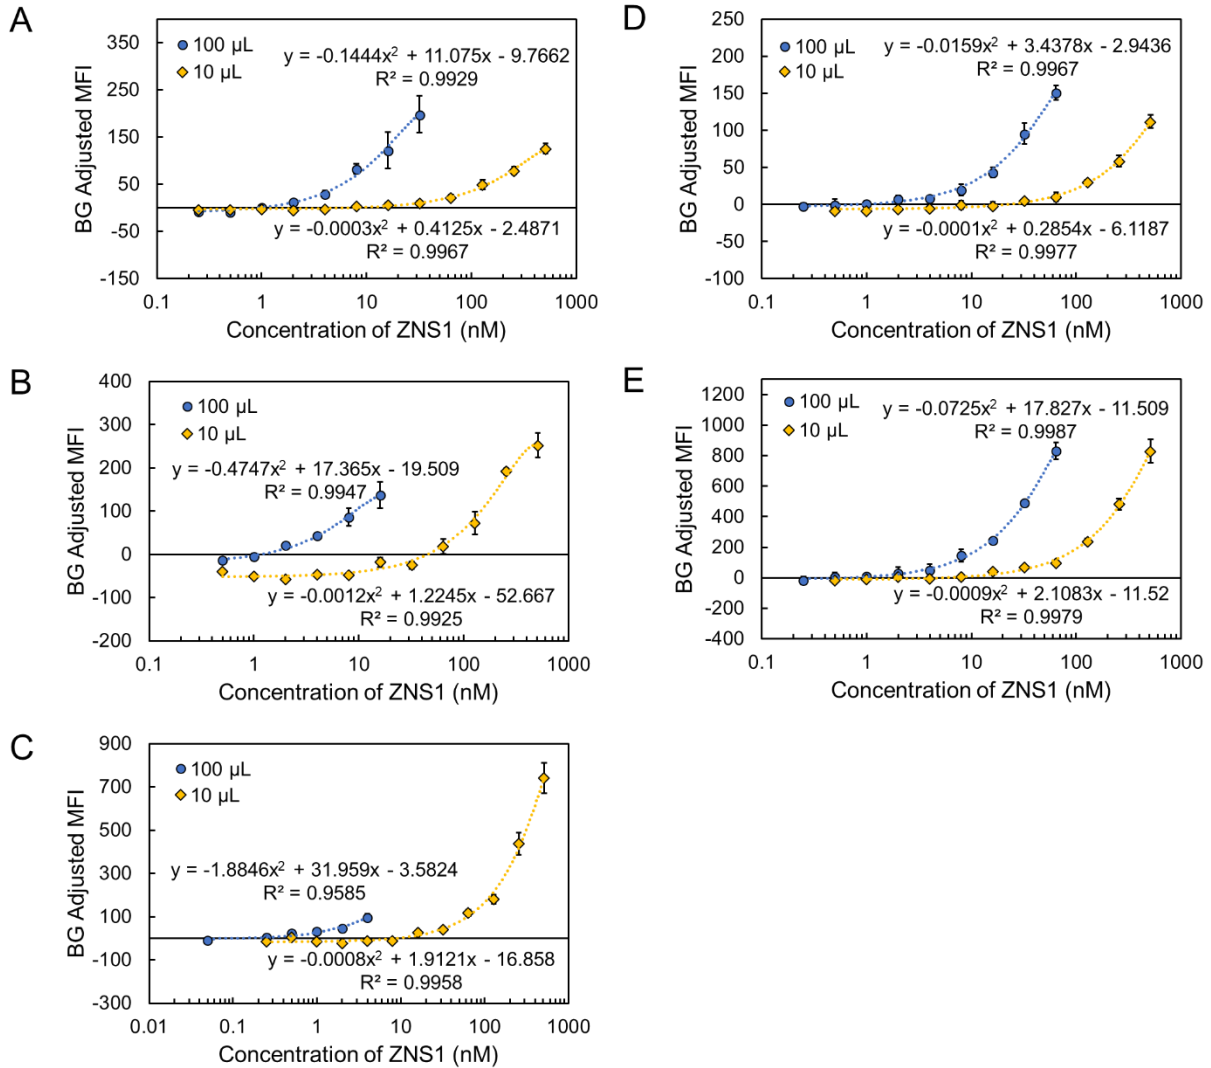 A
350
250
150
50
-50
-150
BG Adjusted MFI
100 µL
10 µL
y = -0.1444x² + 11.075x - 9.7662
R² = 0.9929
y = -0.0003x² + 0.4125x - 2.4871
R² = 0.9967
0.1 1 10 100 1000
Concentration of ZNS1 (nM)
B
400
300
200
100
0
-100
-200
BG Adjusted MFI
100 µL
10 µL
y = -0.4747x² + 17.365x - 19.509
R² = 0.9947
y = -0.0012x² + 1.2245x - 52.667
R² = 0.9925
0.1 1 10 100 1000
Concentration of ZNS1 (nM)
C
900
700
500
300
100
-100
-300
BG Adjusted MFI
100 µL
10 µL
y = -1.8846x² + 31.959x - 3.5824
R² = 0.9585
y = -0.0008x² + 1.9121x - 16.858
R² = 0.9958
0.01 0.1 1 10 100 1000
Concentration of ZNS1 (nM)
D
250
200
150
100
50
0
-50
-100
BG Adjusted MFI
100 µL
10 µL
y = -0.0159x² + 3.4378x - 2.9436
R² = 0.9967
y = -0.0001x² + 0.2854x - 6.1187
R² = 0.9977
0.1 1 10 100 1000
Concentration of ZNS1 (nM)
E
1200
1000
800
600
400
200
0
-200
-400
BG Adjusted MFI
100 µL
10 µL
y = -0.0725x² + 17.827x - 11.509
R² = 0.9987
y = -0.0009x² + 2.1083x - 11.52
R² = 0.9979
0.1 1 10 100 1000
Concentration of ZNS1 (nM)